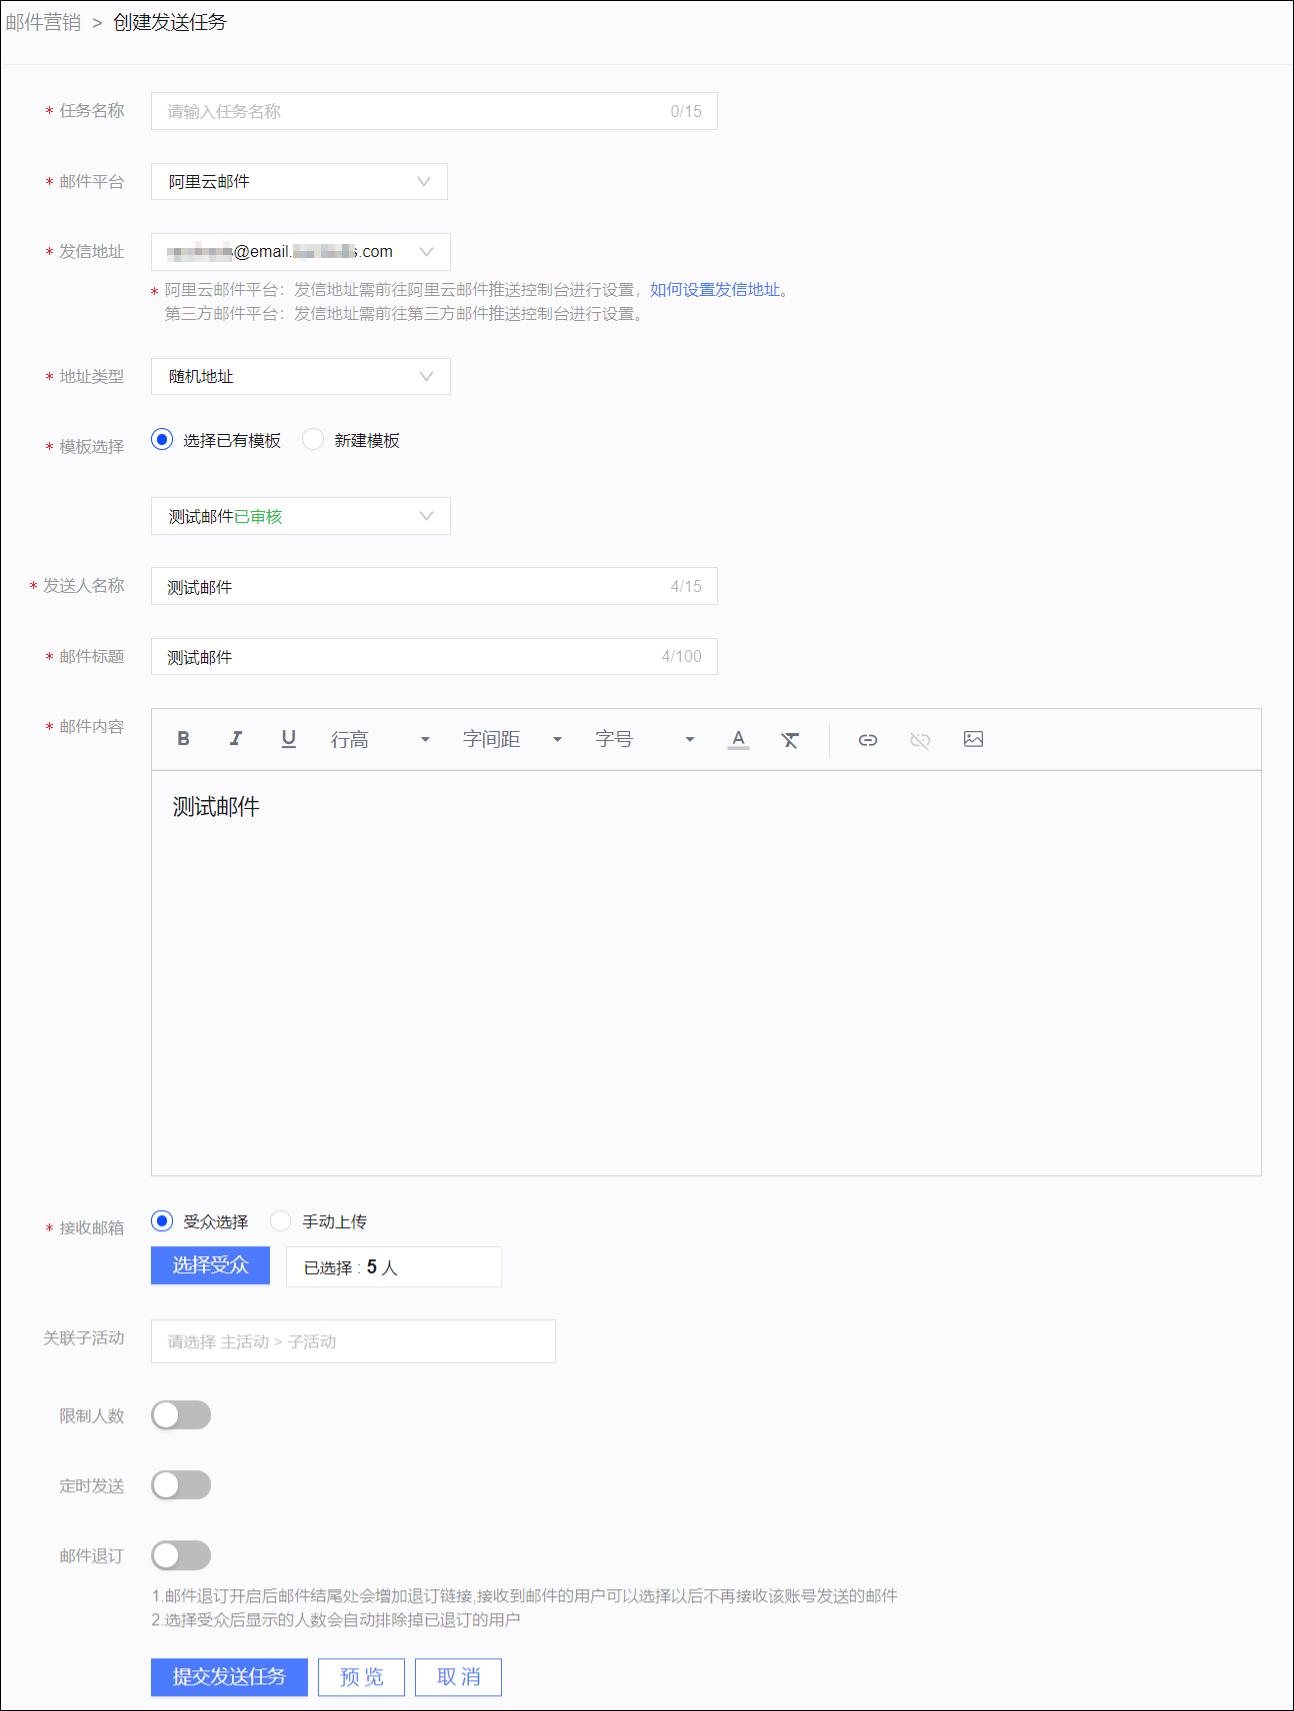 邮件营销 > 创建发送任务
* 任务名称 请输入任务名称 0/15
* 邮件平台 阿里云邮件
* 发信地址 s@email. s.com
* 阿里云邮件平台：发信地址需前往阿里云邮件推送控制台进行设置，如何设置发信地址。
第三方邮件平台：发信地址需前往第三方邮件推送控制台进行设置。
* 地址类型 随机地址
* 模板选择 选择已有模板 新建模板
测试邮件已审核
* 发送人名称 测试邮件 4/15
* 邮件标题 测试邮件 4/100
* 邮件内容 B I U 行高 字间距 字号 A
测试邮件
* 接收邮箱 受众选择 手动上传
选择受众 已选择 : 5 人
关联子活动 请选择 主活动 > 子活动
限制人数
定时发送
邮件退订
1.邮件退订开启后邮件结尾处会增加退订链接,接收到邮件的用户可以选择以后不再接收该账号发送的邮件
2.选择受众后显示的人数会自动排除掉已退订的用户
提交发送任务 预 览 取 消